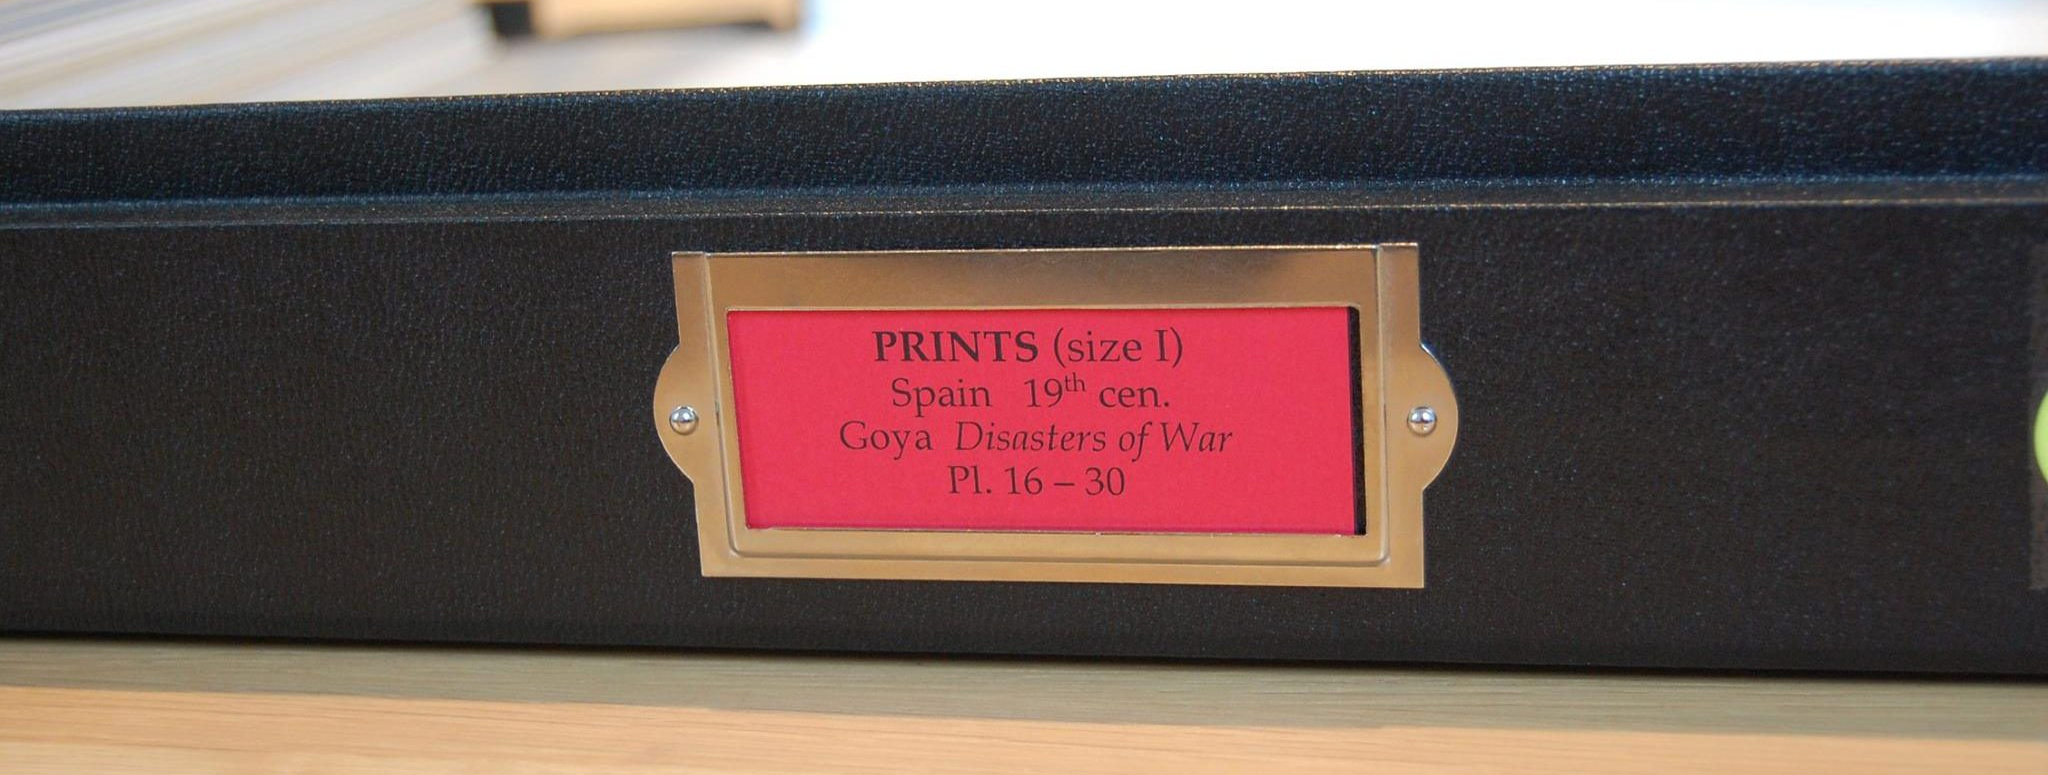 PRINTS (size I)
Spain 19th cen.
Goya Disasters of War
Pl. 16 – 30